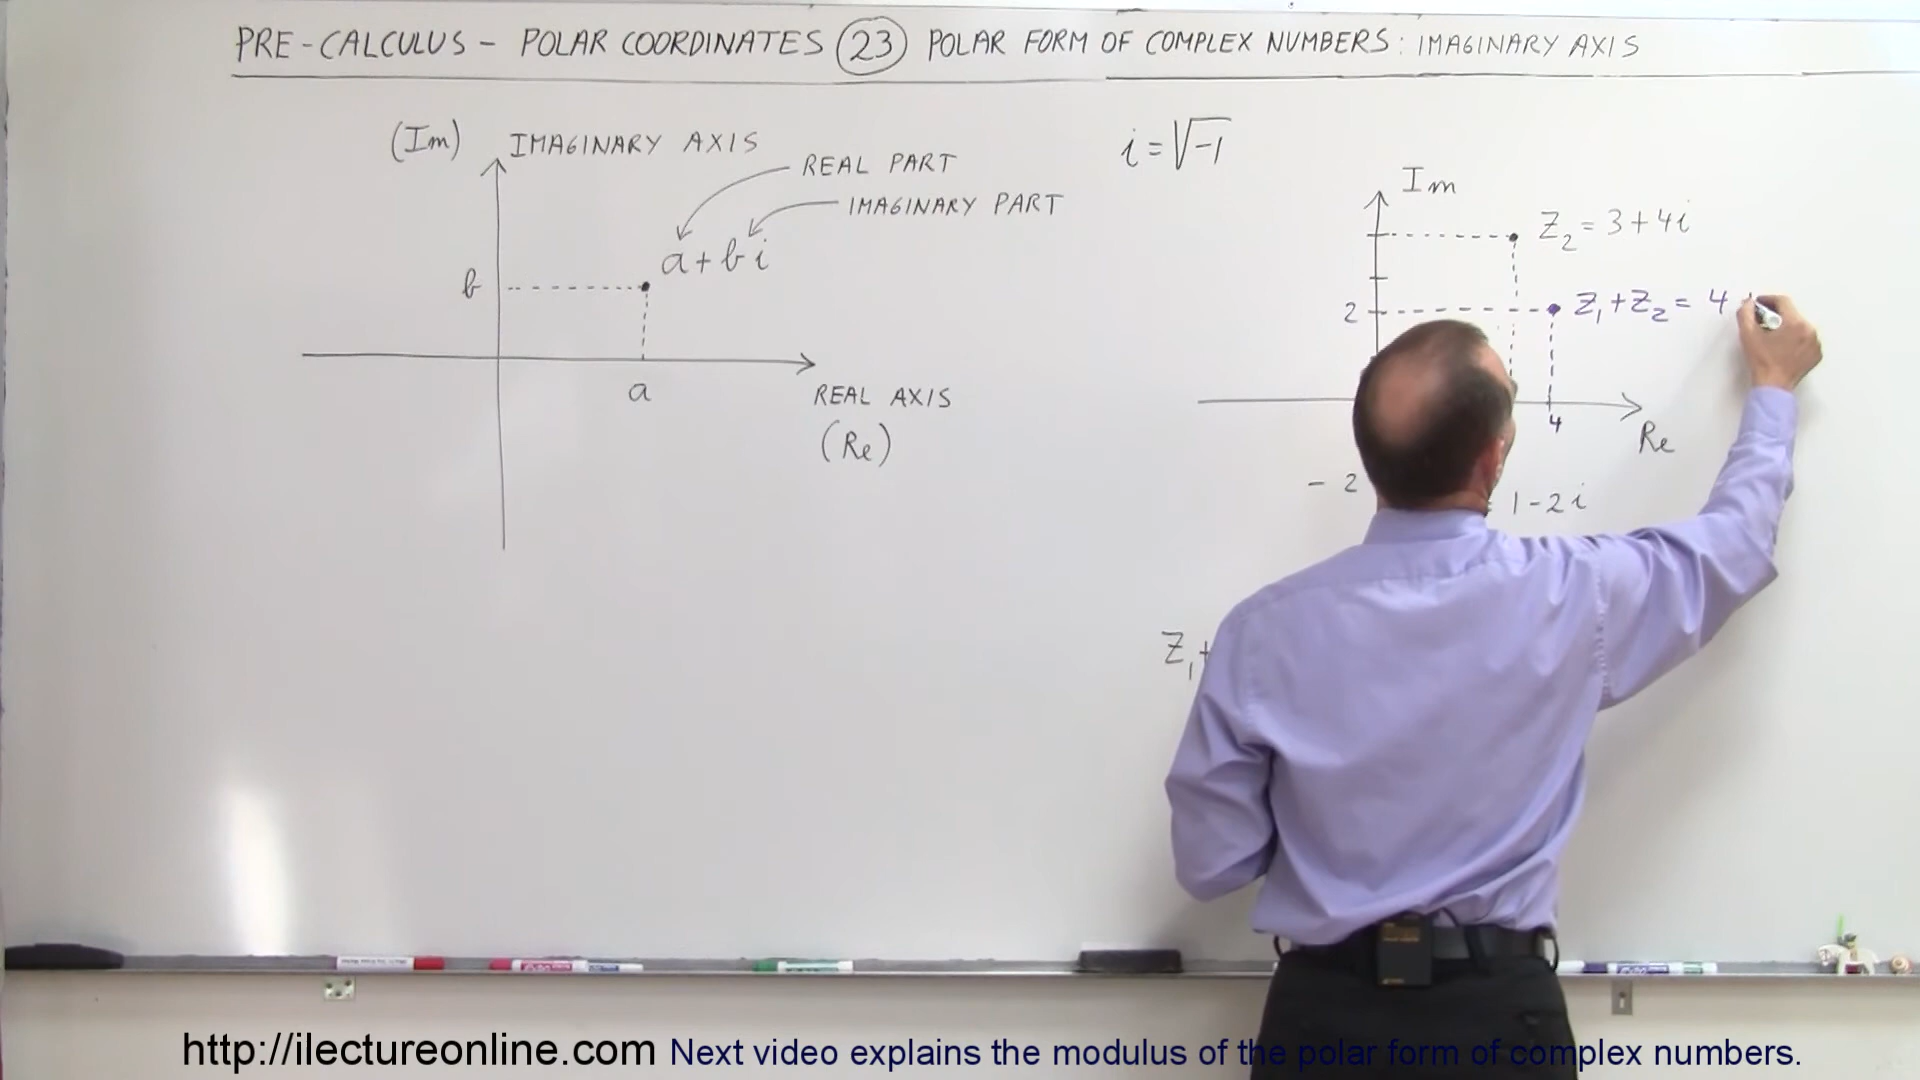 PRE-CALCULUS - POLAR COORDINATES 23 POLAR FORM OF COMPLEX NUMBERS: IMAGINARY AXIS
(Im) IMAGINARY AXIS
REAL PART
IMAGINARY PART
a + b i
b
a
REAL AXIS
(Re)
i = √-1
Im
Z₂ = 3 + 4i
2
Z₁ + Z₂ = 4
4
Re
- 2
1 - 2 i
Z₁ +
http://ilectureonline.com Next video explains the modulus of the polar form of complex numbers.